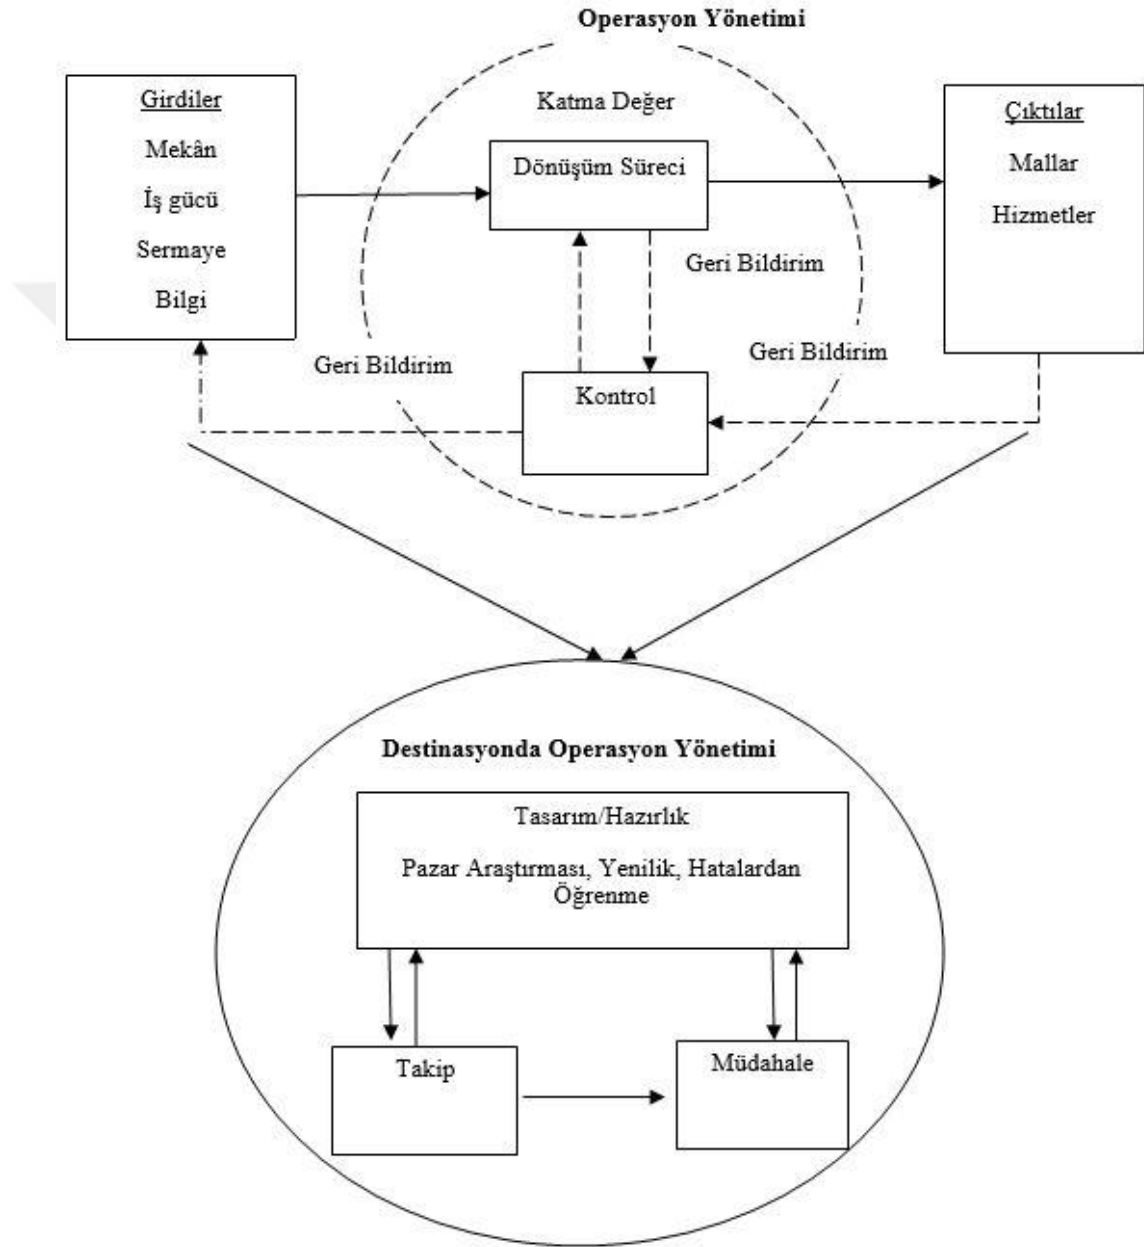 Operasyon Yönetimi
Girdiler
Mekân
İş gücü
Sermaye
Bilgi
Katma Değer
Dönüşüm Süreci
Çıktılar
Mallar
Hizmetler
Geri Bildirim
Geri Bildirim
Geri Bildirim
Kontrol
Destinasyonda Operasyon Yönetimi
Tasarım/Hazırlık
Pazar Araştırması, Yenilik, Hatalardan
Öğrenme
Takip
Müdahale